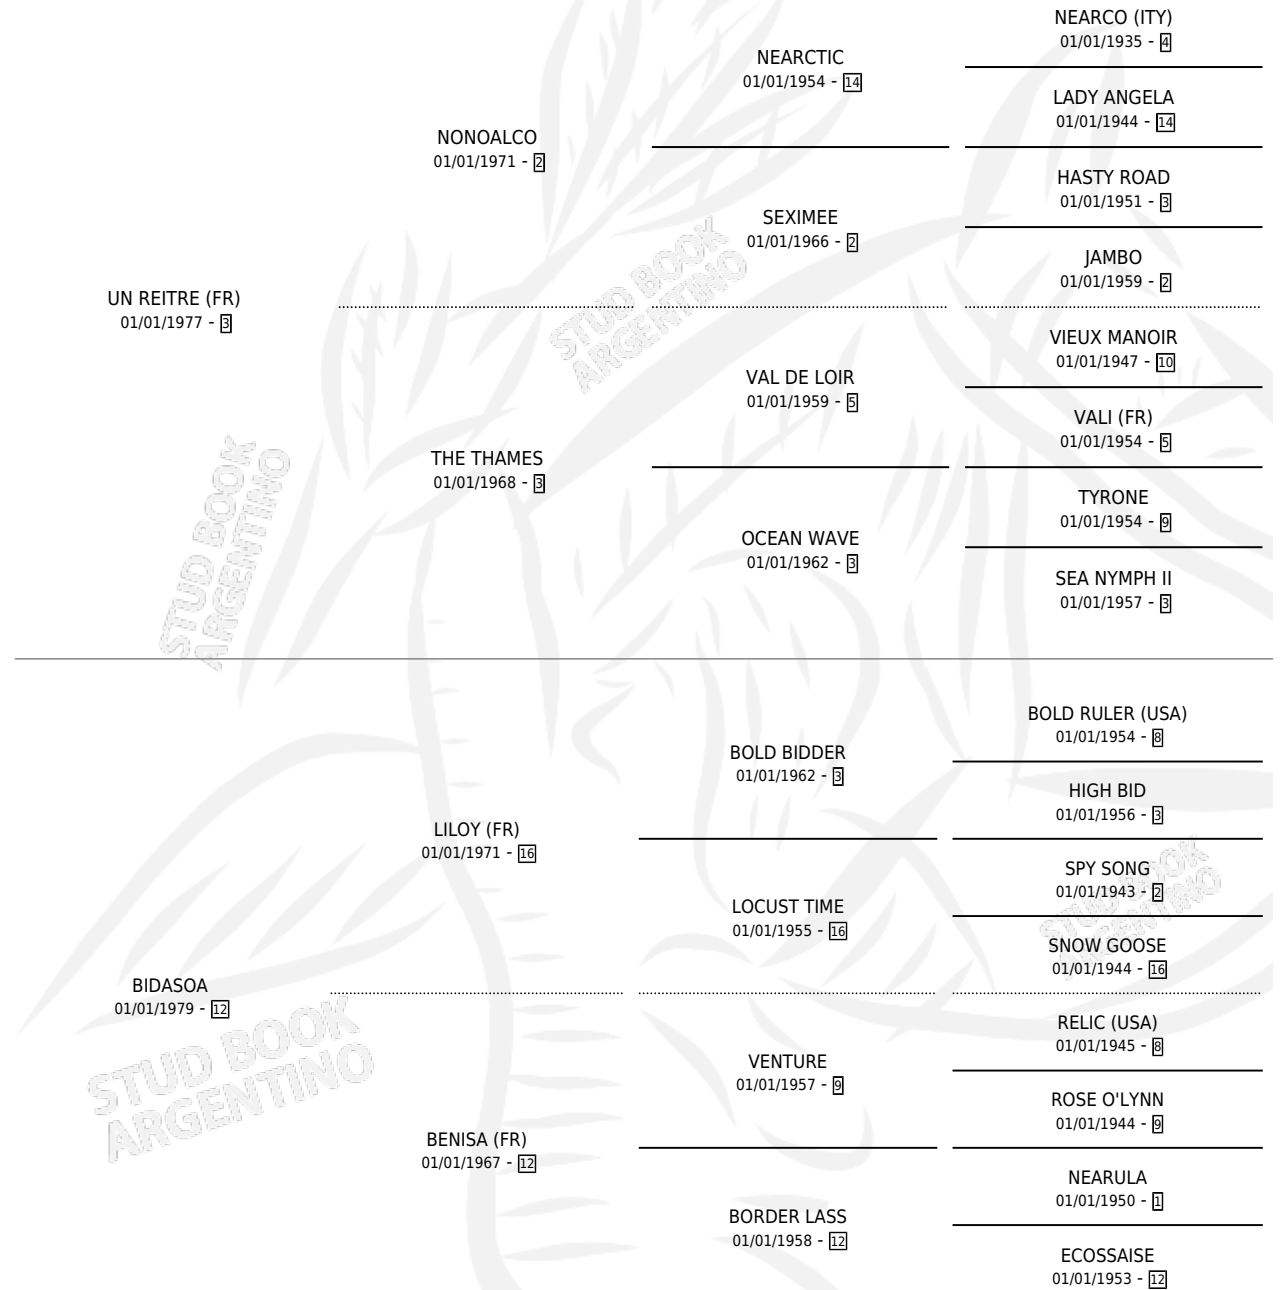 NEARCO (ITY)
01/01/1935 - 4
NEARCTIC
01/01/1954 - 14
LADY ANGELA
01/01/1944 - 14
NONOALCO
01/01/1971 - 2
HASTY ROAD
01/01/1951 - 3
SEXIMEE
01/01/1966 - 2
JAMBO
01/01/1959 - 2
UN REITRE (FR)
01/01/1977 - 3
VIEUX MANOIR
01/01/1947 - 10
VAL DE LOIR
01/01/1959 - 5
VALI (FR)
01/01/1954 - 5
THE THAMES
01/01/1968 - 3
TYRONE
01/01/1954 - 9
OCEAN WAVE
01/01/1962 - 3
SEA NYMPH II
01/01/1957 - 3
BOLD RULER (USA)
01/01/1954 - 8
BOLD BIDDER
01/01/1962 - 3
HIGH BID
01/01/1956 - 3
LILOY (FR)
01/01/1971 - 16
SPY SONG
01/01/1943 - 2
LOCUST TIME
01/01/1955 - 16
SNOW GOOSE
01/01/1944 - 16
BIDASOA
01/01/1979 - 12
RELIC (USA)
01/01/1945 - 8
VENTURE
01/01/1957 - 9
ROSE O'LYNN
01/01/1944 - 9
BENISA (FR)
01/01/1967 - 12
NEARULA
01/01/1950 - 1
BORDER LASS
01/01/1958 - 12
ECOSSAISE
01/01/1953 - 12
STUD BOOK
ARGENTINO
STUD BOOK
ARGENTINO
STUD BOOK
ARGENTINO
STUD BOOK
ARGENTINO